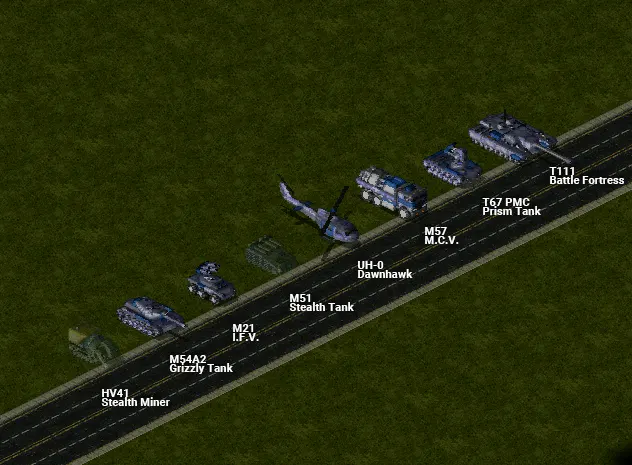 T111
Battle Fortress
T67 PMC
Prism Tank
M57
M.C.V.
UH-0
Dawnhawk
M51
Stealth Tank
M21
I.F.V.
M54A2
Grizzly Tank
HV41
Stealth Miner